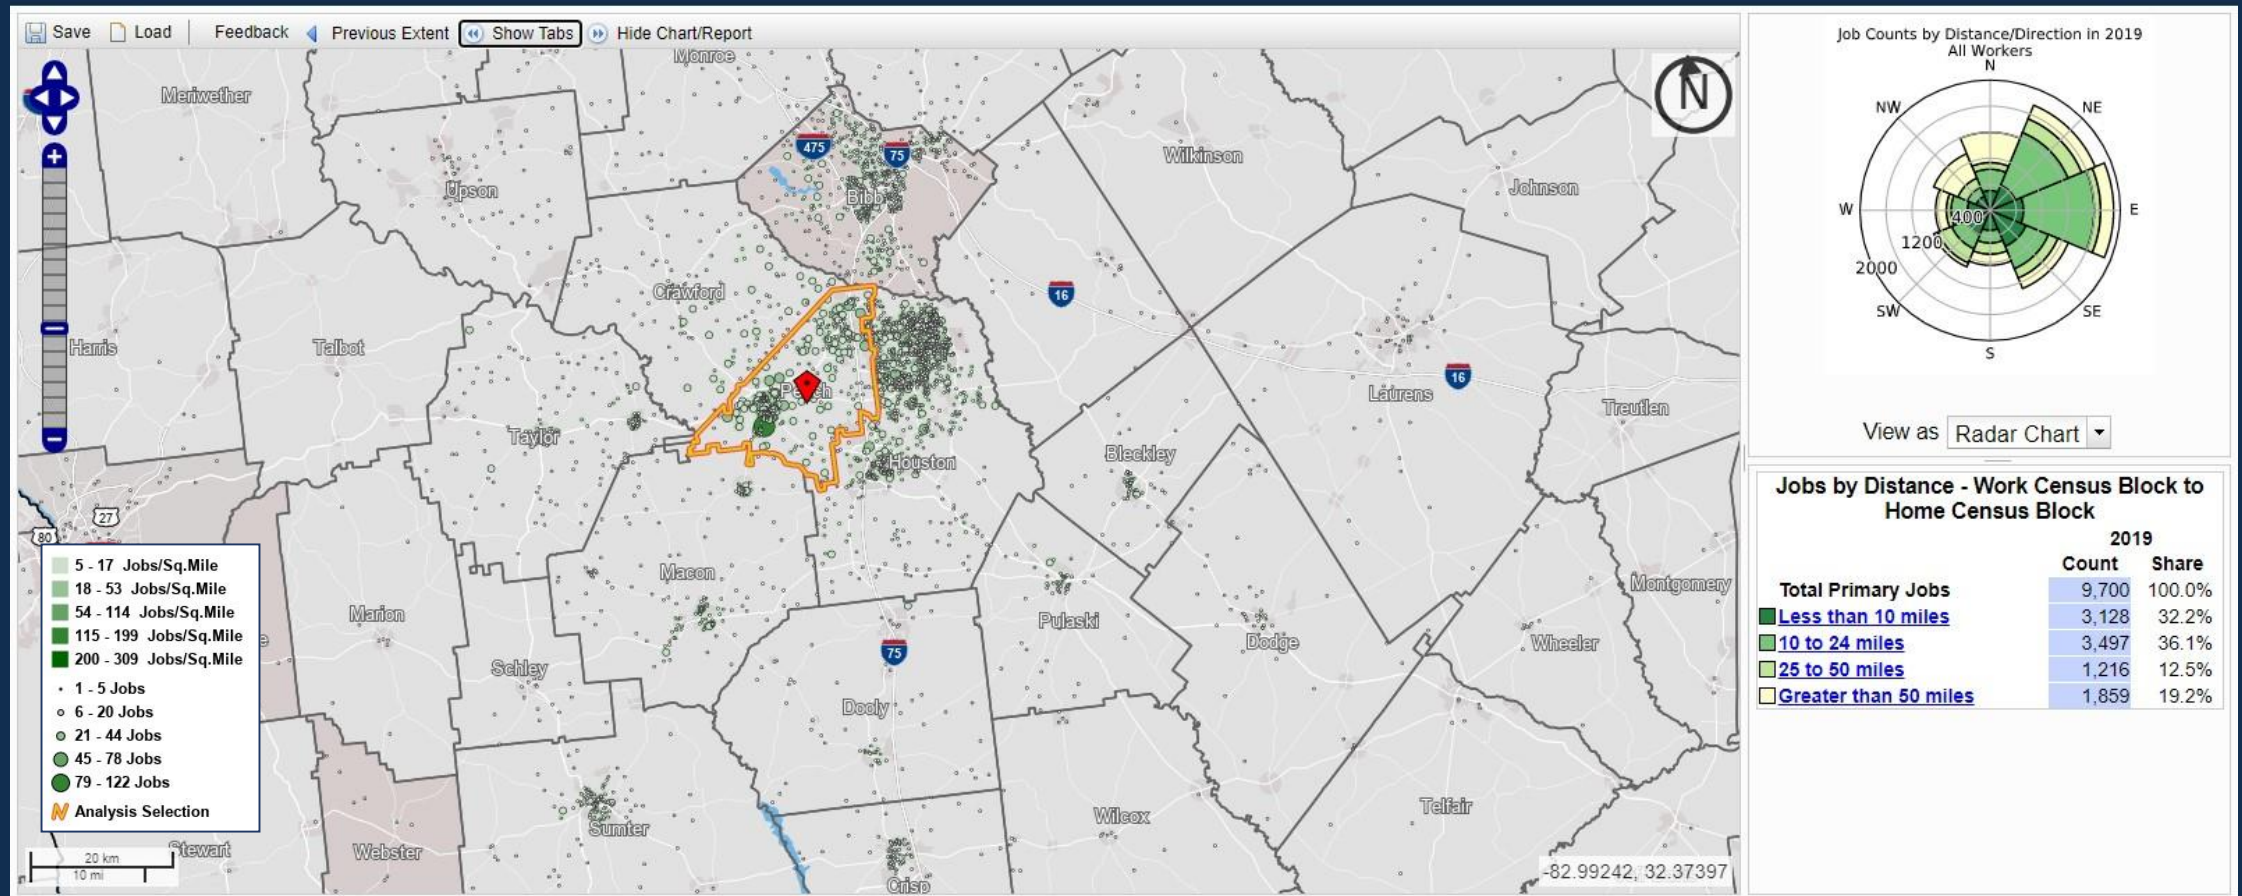 Save Load Feedback Previous Extent Show Tabs Hide Chart/Report
Monroe
Meriwether
N
475
75
Wilkinson
Upson
Bibb
Johnson
Crawford
16
Harris
Talbot
Peach
Laurens
16
Treutlen
Taylor
Houston
Bleckley
27
80
Macon
Montgomery
Marion
Pulaski
Dodge
Wheeler
Schley
75
Dooly
Telfair
Wilcox
Sumter
Stewart
Webster
Crisp
5 - 17 Jobs/Sq.Mile
18 - 53 Jobs/Sq.Mile
54 - 114 Jobs/Sq.Mile
115 - 199 Jobs/Sq.Mile
200 - 309 Jobs/Sq.Mile
1 - 5 Jobs
6 - 20 Jobs
21 - 44 Jobs
45 - 78 Jobs
79 - 122 Jobs
Analysis Selection
20 km
10 mi
-82.99242, 32.37397
Job Counts by Distance/Direction in 2019
All Workers
N
NW NE
W E
400
1200
2000
SW SE
S
View as Radar Chart
Jobs by Distance - Work Census Block to
Home Census Block
2019
Count Share
Total Primary Jobs 9,700 100.0%
Less than 10 miles 3,128 32.2%
10 to 24 miles 3,497 36.1%
25 to 50 miles 1,216 12.5%
Greater than 50 miles 1,859 19.2%